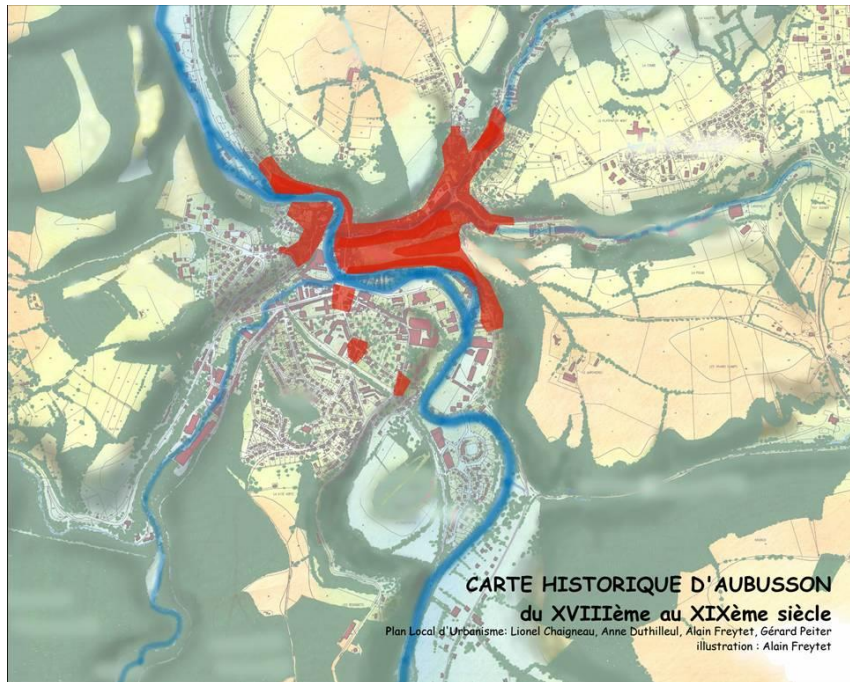 CARTE HISTORIQUE D'AUBUSSON
du XVIIIème au XIXème siècle
Plan Local d'Urbanisme: Lionel Chaigneau, Anne Duthilleul, Alain Freytet, Gérard Peiter
illustration : Alain Freytet